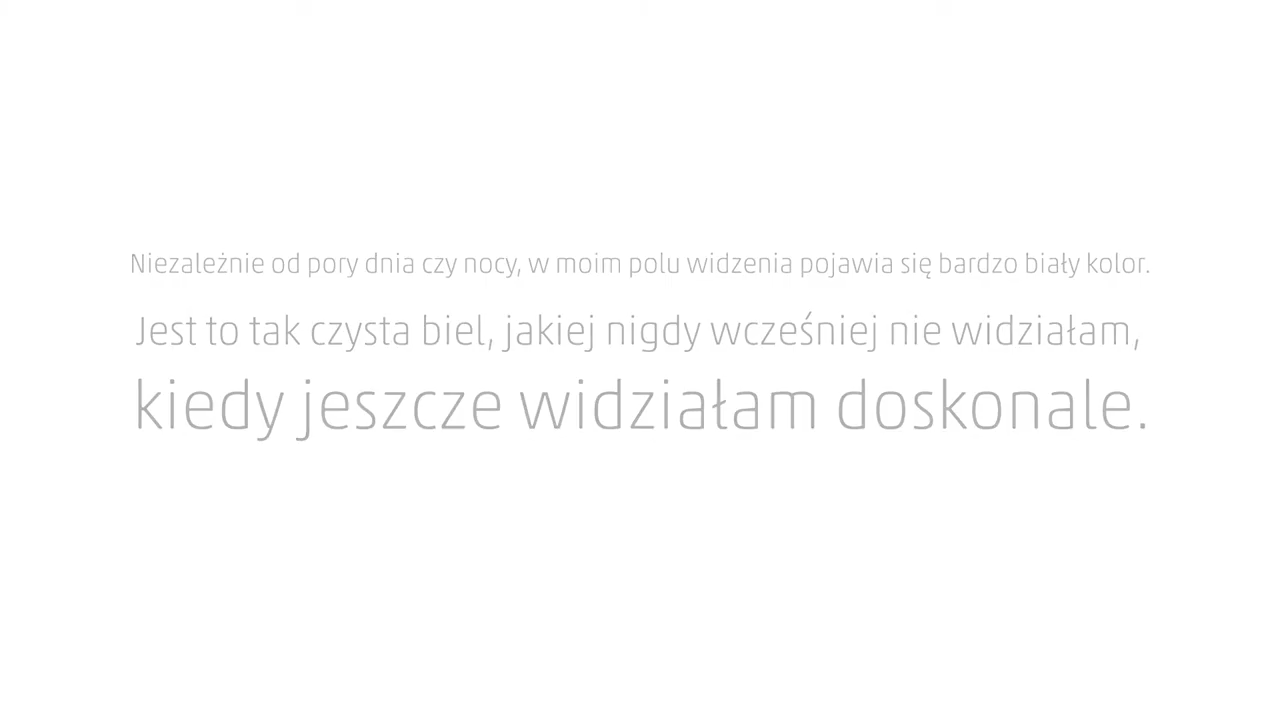 Niezależnie od pory dnia czy nocy, w moim polu widzenia pojawia się bardzo biały kolor.
Jest to tak czysta biel, jakiej nigdy wcześniej nie widziałam,
kiedy jeszcze widziałam doskonale.